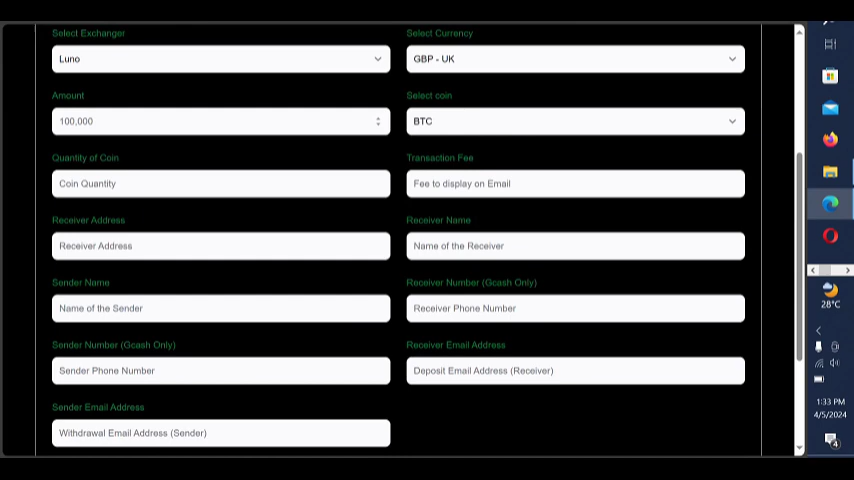 Select Exchanger
Select Currency
Luno
GBP - UK
Amount
Select coin
100,000
BTC
Quantity of Coin
Transaction Fee
Coin Quantity
Fee to display on Email
Receiver Address
Receiver Name
Receiver Address
Name of the Receiver
Sender Name
Receiver Number (Gcash Only)
Name of the Sender
Receiver Phone Number
Sender Number (Gcash Only)
Receiver Email Address
Sender Phone Number
Deposit Email Address (Receiver)
Sender Email Address
Withdrawal Email Address (Sender)
28°C
1:33 PM
4/5/2024
4